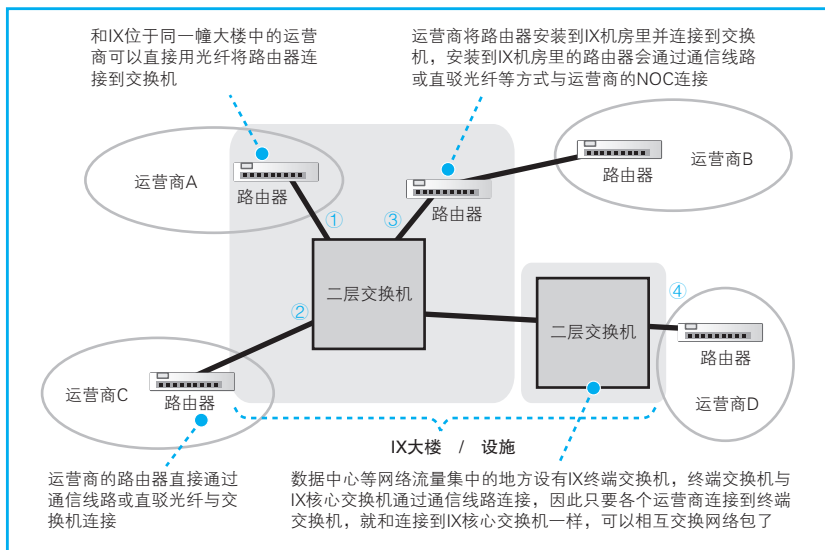 和IX位于同一幢大楼中的运营
商可以直接用光纤将路由器连
接到交换机
运营商将路由器安装到IX机房里并连接到交换
机，安装到IX机房里的路由器会通过通信线路
或直驳光纤等方式与运营商的NOC连接
运营商A
路由器
路由器
路由器
运营商B
①
③
二层交换机
②
④
二层交换机
路由器
运营商C
路由器
运营商D
IX大楼 / 设施
运营商的路由器直接通过
通信线路或直驳光纤与交
换机连接
数据中心等网络流量集中的地方设有IX终端交换机，终端交换机与
IX核心交换机通过通信线路连接，因此只要各个运营商连接到终端
交换机，就和连接到IX核心交换机一样，可以相互交换网络包了